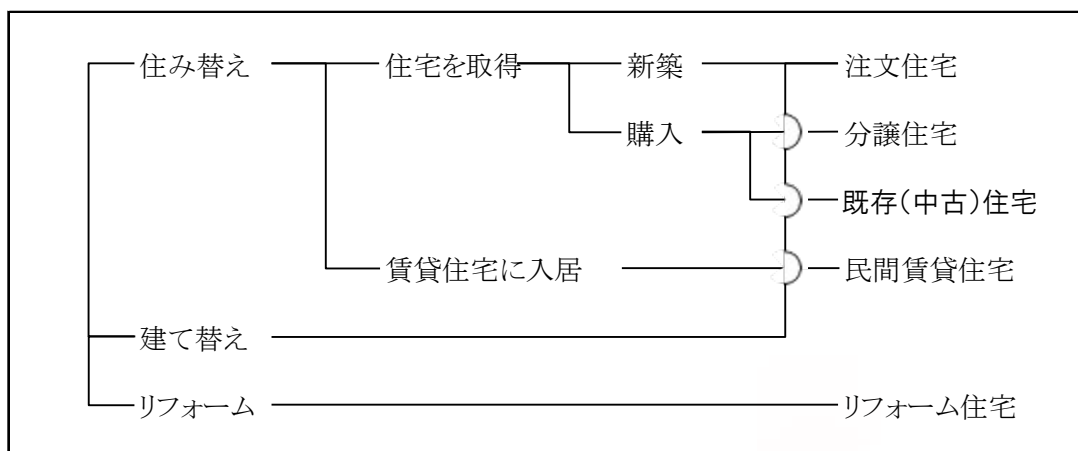 住み替え 住宅を取得 新築 注文住宅
購入 分譲住宅
既存(中古)住宅
賃貸住宅に入居 民間賃貸住宅
建て替え
リフォーム リフォーム住宅